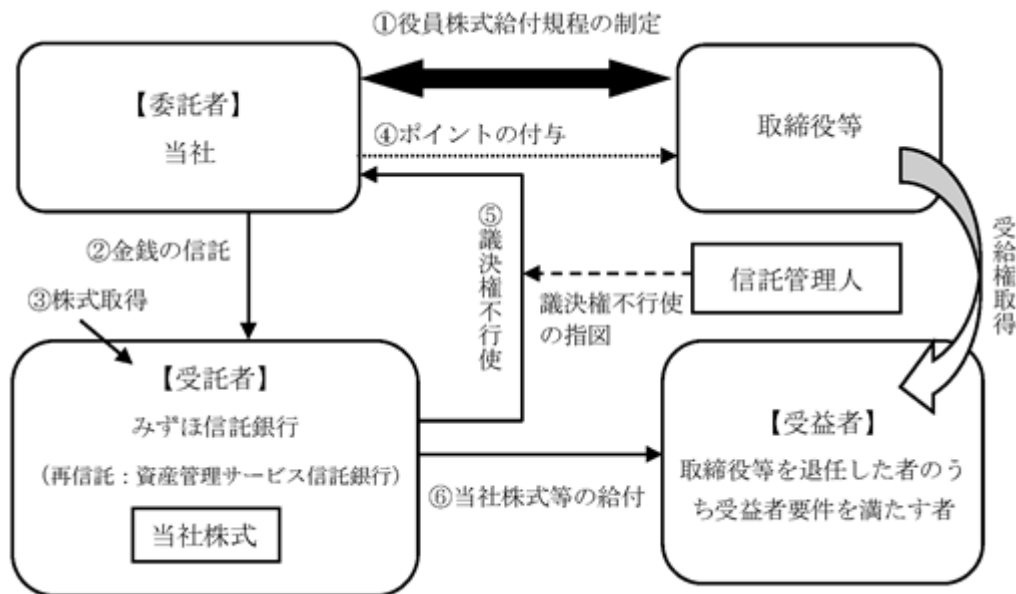 ①役員株式給付規程の制定
【委託者】
当社
取締役等
④ポイントの付与
②金銭の信託
③株式取得
⑤議決権不行使
議決権不行使
の指図
信託管理人
受給権取得
【受託者】
みずほ信託銀行
(再信託：資産管理サービス信託銀行)
当社株式
⑥当社株式等の給付
【受益者】
取締役等を退任した者のう
ち受益者要件を満たす者